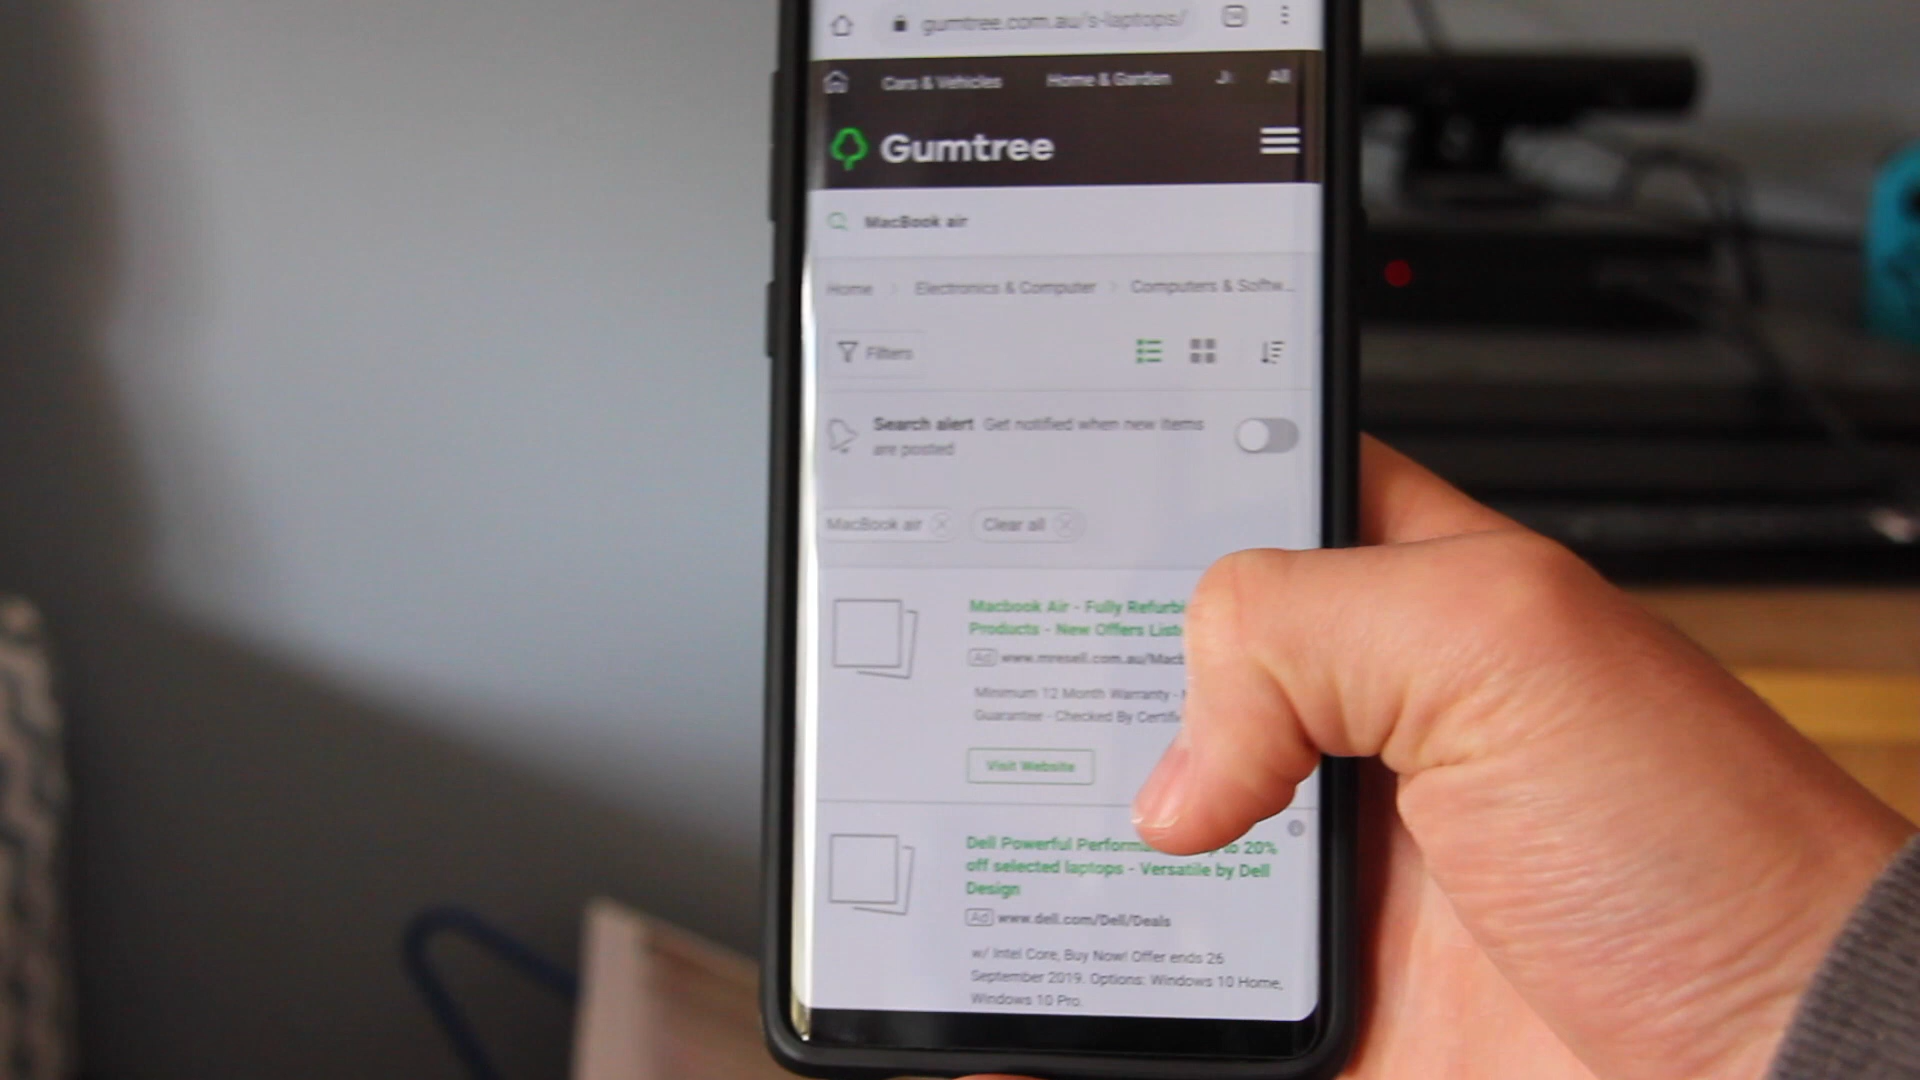 gumtree.com.au/s-laptops/
Cars & Vehicles Home & Garden All
Gumtree
MacBook air
Home Electronics & Computer Computers & Softw...
Filters
Search alert Get notified when new items
are posted
MacBook air Clear all
Macbook Air - Fully Refurbi
Products - New Offers List
Ad www.mresell.com.au/Macb
Minimum 12 Month Warranty -
Guarantee - Checked By Certifi
Visit Website
Dell Powerful Performa to 20%
off selected laptops - Versatile by Dell
Design
Ad www.dell.com/Dell/Deals
w/ Intel Core, Buy Now! Offer ends 26
September 2019. Options: Windows 10 Home,
Windows 10 Pro.